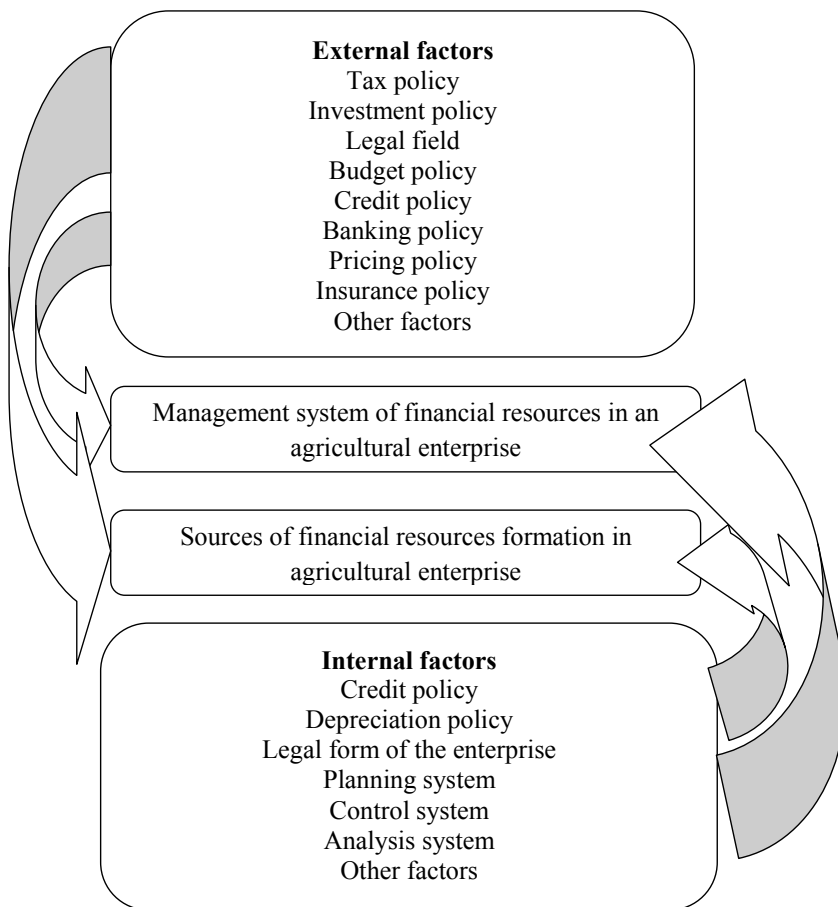 External factors
Tax policy
Investment policy
Legal field
Budget policy
Credit policy
Banking policy
Pricing policy
Insurance policy
Other factors
Management system of financial resources in an
agricultural enterprise
Sources of financial resources formation in
agricultural enterprise
Internal factors
Credit policy
Depreciation policy
Legal form of the enterprise
Planning system
Control system
Analysis system
Other factors